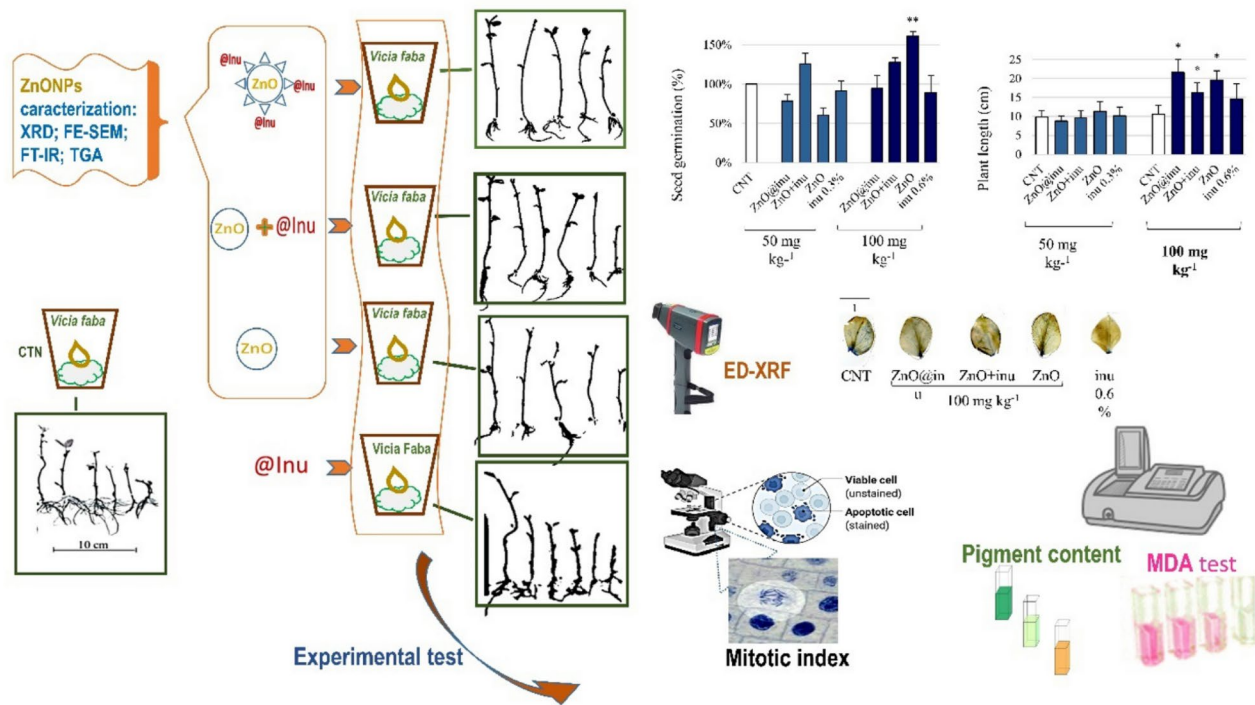 ZnONPs
caracterization:
XRD; FE-SEM;
FT-IR; TGA
@Inu
ZnO
@Inu
@Inu
Vicia faba
ZnO + @Inu
Vicia faba
ZnO
Vicia faba
@Inu
Vicia Faba
Vicia faba
CTN
10 cm
Experimental test
Seed germination (%)
150%
100%
50%
0%
**
CNT
ZnO@inu
ZnO+inu
ZnO
inu 0.3%
ZnO@inu
ZnO+inu
ZnO
inu 0.6%
50 mg
kg-¹
100 mg
kg-¹
Plant length (cm)
25
20
15
10
5
0
*
*
*
CNT
ZnO@inu
ZnO+inu
ZnO
inu 0.3%
CNT
ZnO@inu
ZnO+inu
ZnO
inu 0.6%
50 mg
kg-¹
100 mg
kg-¹
ED-XRF
1
CNT
ZnO@in
u
ZnO+inu
ZnO
100 mg kg-¹
inu
0.6
%
Viable cell
(unstained)
Apoptotic cell
(stained)
Mitotic index
Pigment content
MDA test